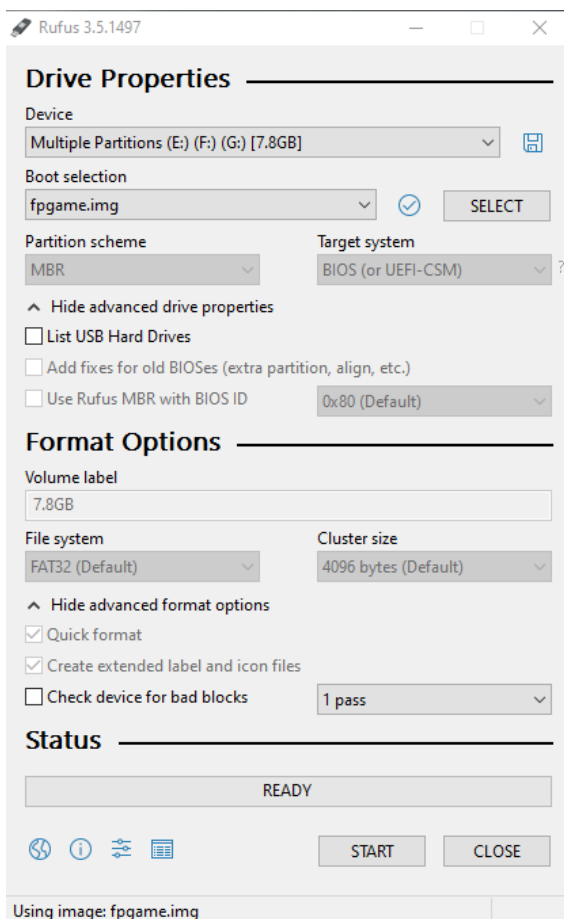 Rufus 3.5.1497
Drive Properties
Device
Multiple Partitions (E:) (F:) (G:) [7.8GB]
Boot selection
fpgame.img
SELECT
Partition scheme Target system
MBR BIOS (or UEFI-CSM) ?
Hide advanced drive properties
List USB Hard Drives
Add fixes for old BIOSes (extra partition, align, etc.)
Use Rufus MBR with BIOS ID 0x80 (Default)
Format Options
Volume label
7.8GB
File system Cluster size
FAT32 (Default) 4096 bytes (Default)
Hide advanced format options
Quick format
Create extended label and icon files
Check device for bad blocks 1 pass
Status
READY
START CLOSE
Using image: fpgame.img